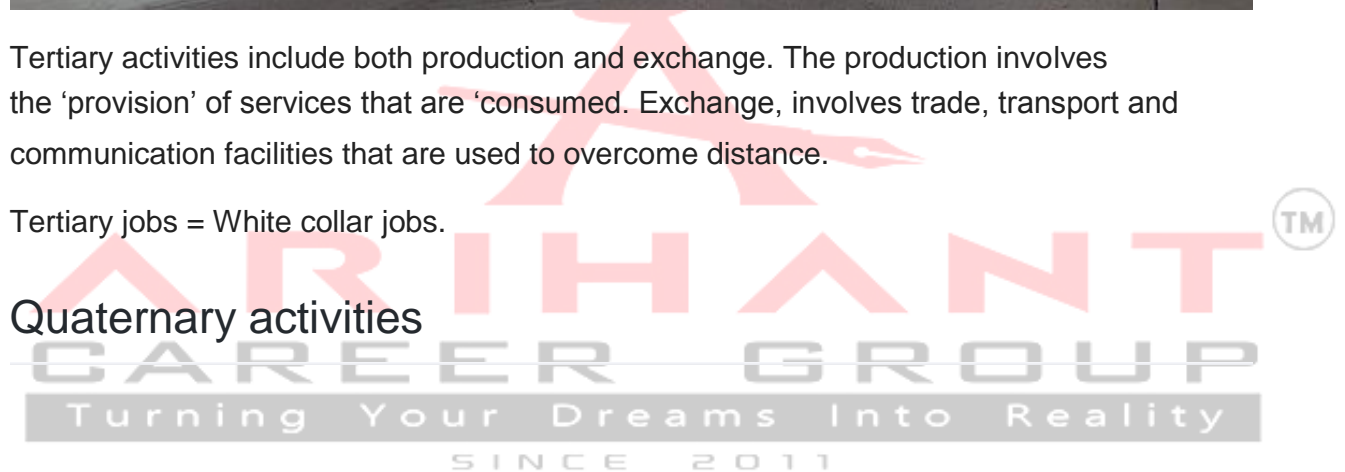 Tertiary activities include both production and exchange. The production involves
the ‘provision’ of services that are ‘consumed. Exchange, involves trade, transport and
communication facilities that are used to overcome distance.
Tertiary jobs = White collar jobs.
TM
ARIHANT
Quaternary activities
CAREER GROUP
Turning Your Dreams Into Reality
SINCE 2011